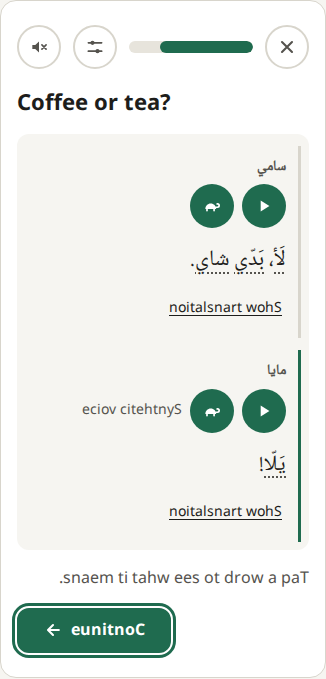 Coffee or tea?
سامي
لَأ، بَدّي شاي.
noitalsnart wohS
مايا
eciov citehtnyS
يَلّا!
noitalsnart wohS
.snaem ti tahw ees ot drow a paT
eunitnoC